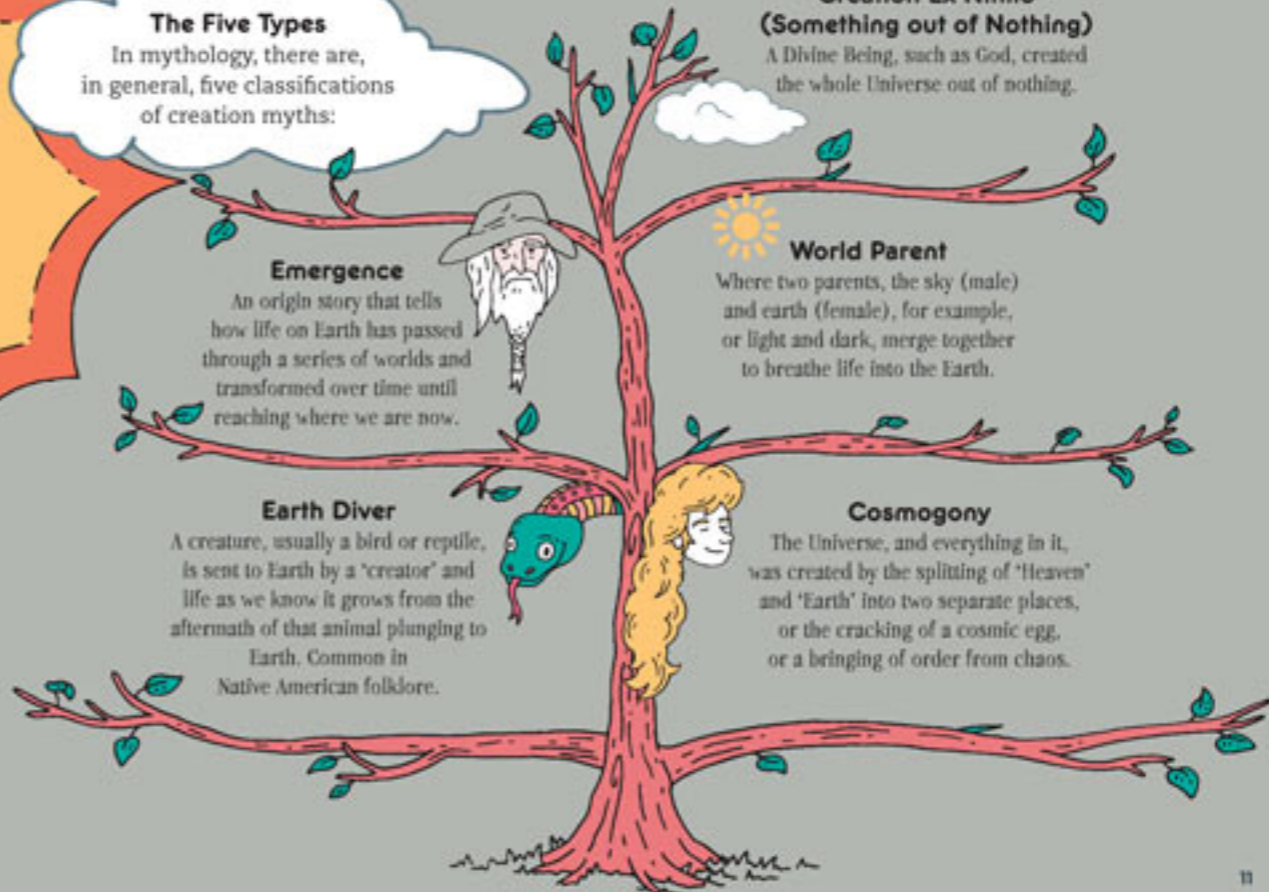 The Five Types
In mythology, there are,
in general, five classifications
of creation myths:
(Something out of Nothing)
A Divine Being, such as God, created
the whole Universe out of nothing.
Emergence
An origin story that tells
how life on Earth has passed
through a series of worlds and
transformed over time until
reaching where we are now.
World Parent
Where two parents, the sky (male)
and earth (female), for example,
or light and dark, merge together
to breathe life into the Earth.
Earth Diver
A creature, usually a bird or reptile,
is sent to Earth by a ‘creator’ and
life as we know it grows from the
aftermath of that animal plunging to
Earth. Common in
Native American folklore.
Cosmogony
The Universe, and everything in it,
was created by the splitting of ‘Heaven’
and ‘Earth’ into two separate places,
or the cracking of a cosmic egg,
or a bringing of order from chaos.
11